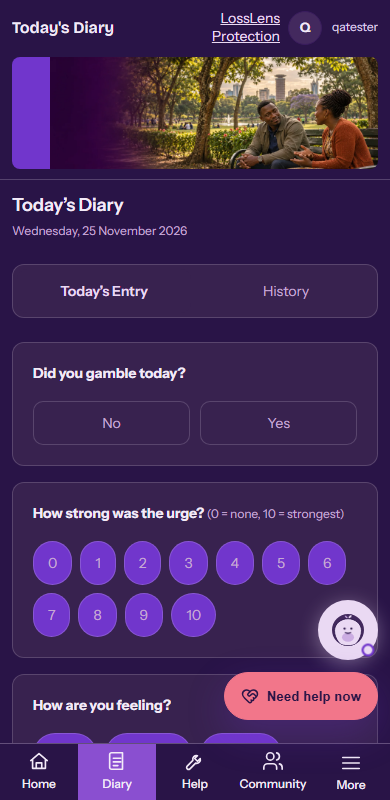 Today's Diary
LossLens
Protection
Q
qatester
Today's Diary
Wednesday, 25 November 2026
Today's Entry
History
Did you gamble today?
No
Yes
How strong was the urge? (0 = none, 10 = strongest)
0 1 2 3 4 5 6
7 8 9 10
How are you feeling?
Need help now
Home
Diary
Help
Community
More